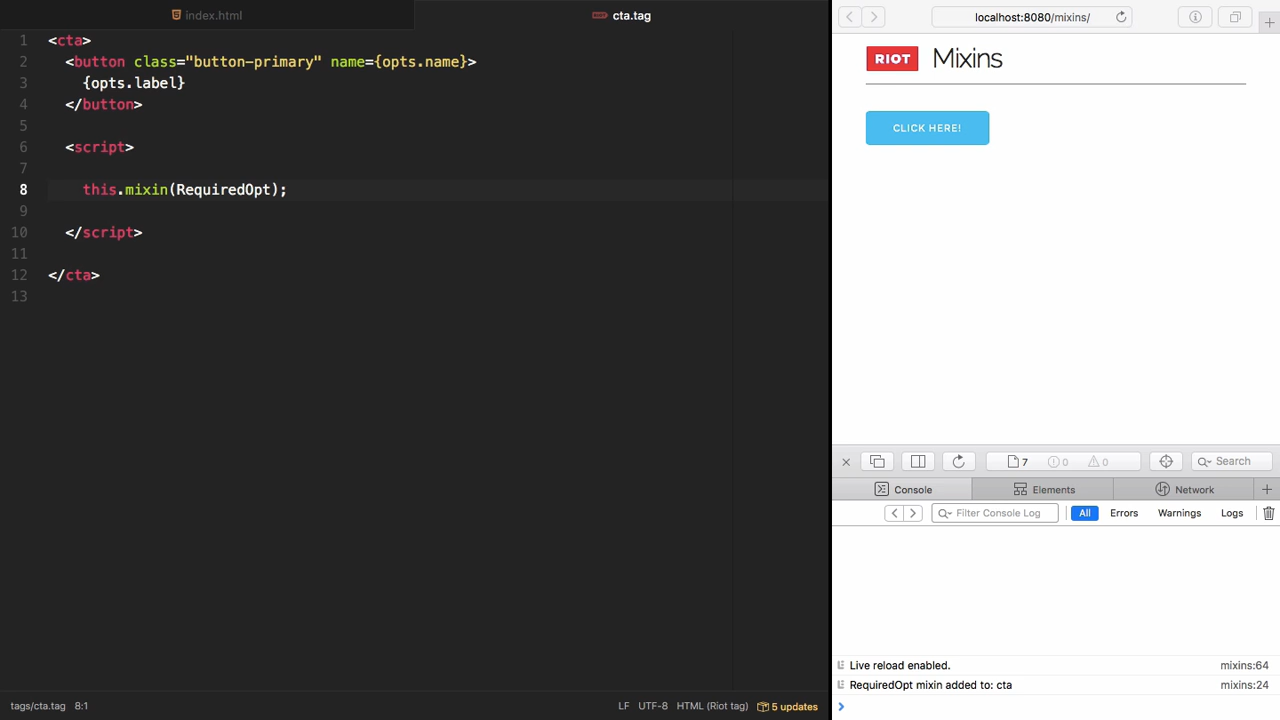 index.html
cta.tag
1 <cta>
2 <button class="button-primary" name={opts.name}>
3 {opts.label}
4 </button>
5
6 <script>
7
8 this.mixin(RequiredOpt);
9
10 </script>
11
12 </cta>
13
tags/cta.tag 8:1
LF UTF-8 HTML (Riot tag) 5 updates
localhost:8080/mixins/
RIOT Mixins
CLICK HERE!
7 0 0 Search
Console Elements Network
Filter Console Log All Errors Warnings Logs
Live reload enabled. mixins:64
RequiredOpt mixin added to: cta mixins:24